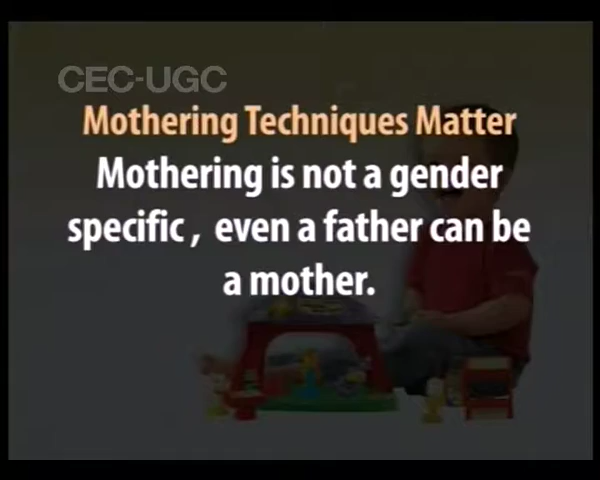 CEC-UGC
Mothering Techniques Matter
Mothering is not a gender
specific , even a father can be
a mother.